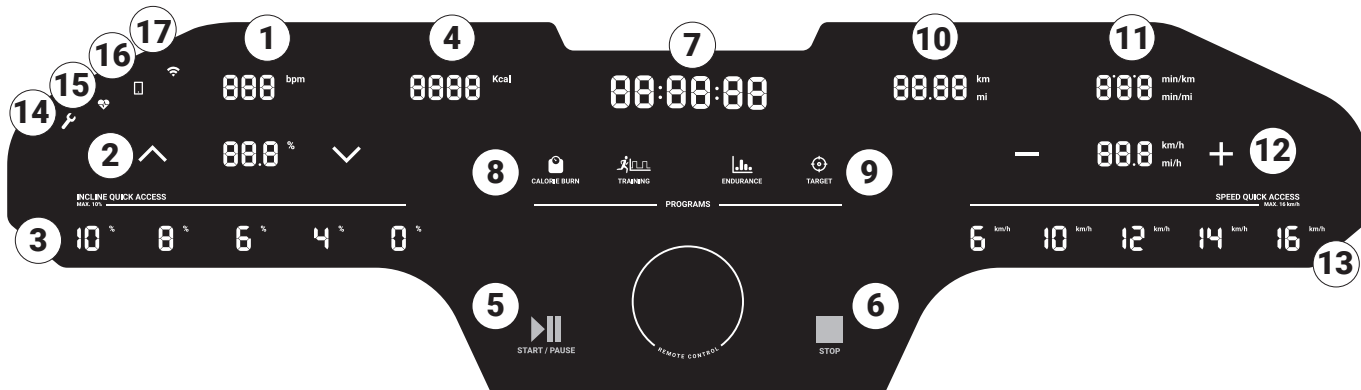 17
16
15
14
1
888 bpm
4
8888 Kcal
7
88:88:88
10
88.88 km
mi
11
888 min/km
min/mi
2
88.8 %
8
CALORIE BURN
TRAINING
ENDURANCE
TARGET
9
PROGRAMS
88.8 km/h
mi/h
12
INCLINE QUICK ACCESS
MAX. 10%
3
10 %
8 %
6 %
4 %
0 %
SPEED QUICK ACCESS
MAX. 16 km/h
6 km/h
10 km/h
12 km/h
14 km/h
16 km/h
13
5
START / PAUSE
REMOTE CONTROL
6
STOP